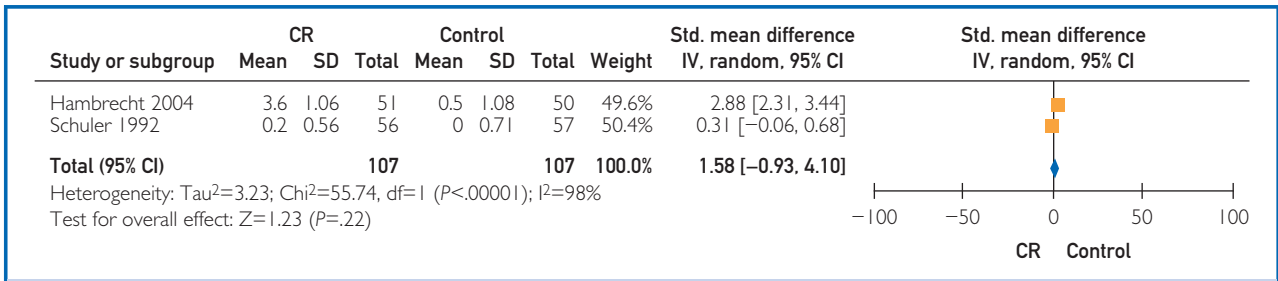 CR Control Std. mean difference Std. mean difference
Study or subgroup Mean SD Total Mean SD Total Weight IV, random, 95% CI IV, random, 95% CI
Hambrecht 2004 3.6 1.06 51 0.5 1.08 50 49.6% 2.88 [2.31, 3.44]
Schuler 1992 0.2 0.56 56 0 0.71 57 50.4% 0.31 [−0.06, 0.68]
Total (95% CI) 107 107 100.0% 1.58 [−0.93, 4.10]
Heterogeneity: Tau²=3.23; Chi²=55.74, df=1 (P<.00001); I²=98%
Test for overall effect: Z=1.23 (P=.22)
−100 −50 0 50 100
CR Control